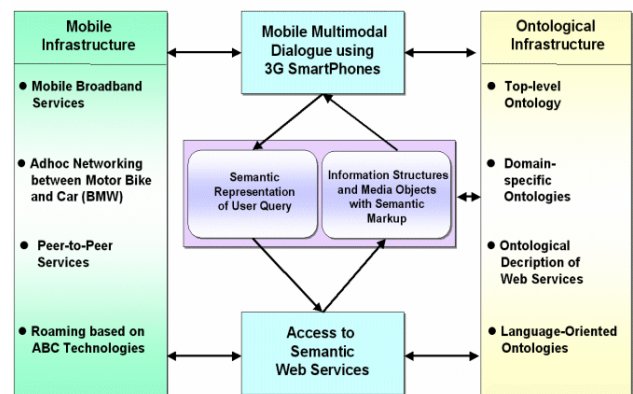 Mobile
Infrastructure
● Mobile Broadband
Services
● Adhoc Networking
between Motor Bike
and Car (BMW)
● Peer-to-Peer
Services
● Roaming based on
ABC Technologies
Mobile Multimodal
Dialogue using
3G SmartPhones
Semantic
Representation
of User Query
Information Structures
and Media Objects
with Semantic
Markup
Access to
Semantic
Web Services
Ontological
Infrastructure
● Top-level
Ontology
● Domain-
specific
Ontologies
● Ontological
Decription of
Web Services
● Language-Oriented
Ontologies